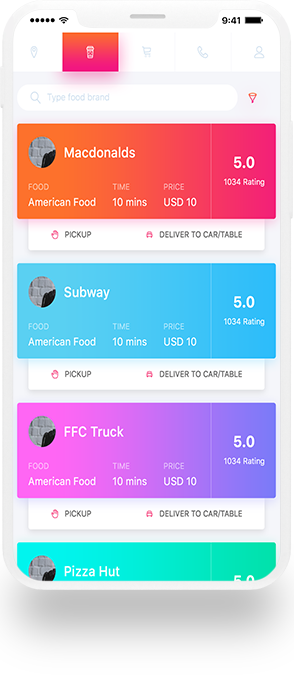 9:41
Type food brand
Macdonalds
5.0
1034 Rating
FOOD TIME PRICE
American Food 10 mins USD 10
PICKUP DELIVER TO CAR/TABLE
Subway
5.0
1034 Rating
FOOD TIME PRICE
American Food 10 mins USD 10
PICKUP DELIVER TO CAR/TABLE
FFC Truck
5.0
1034 Rating
FOOD TIME PRICE
American Food 10 mins USD 10
PICKUP DELIVER TO CAR/TABLE
Pizza Hut
5.0